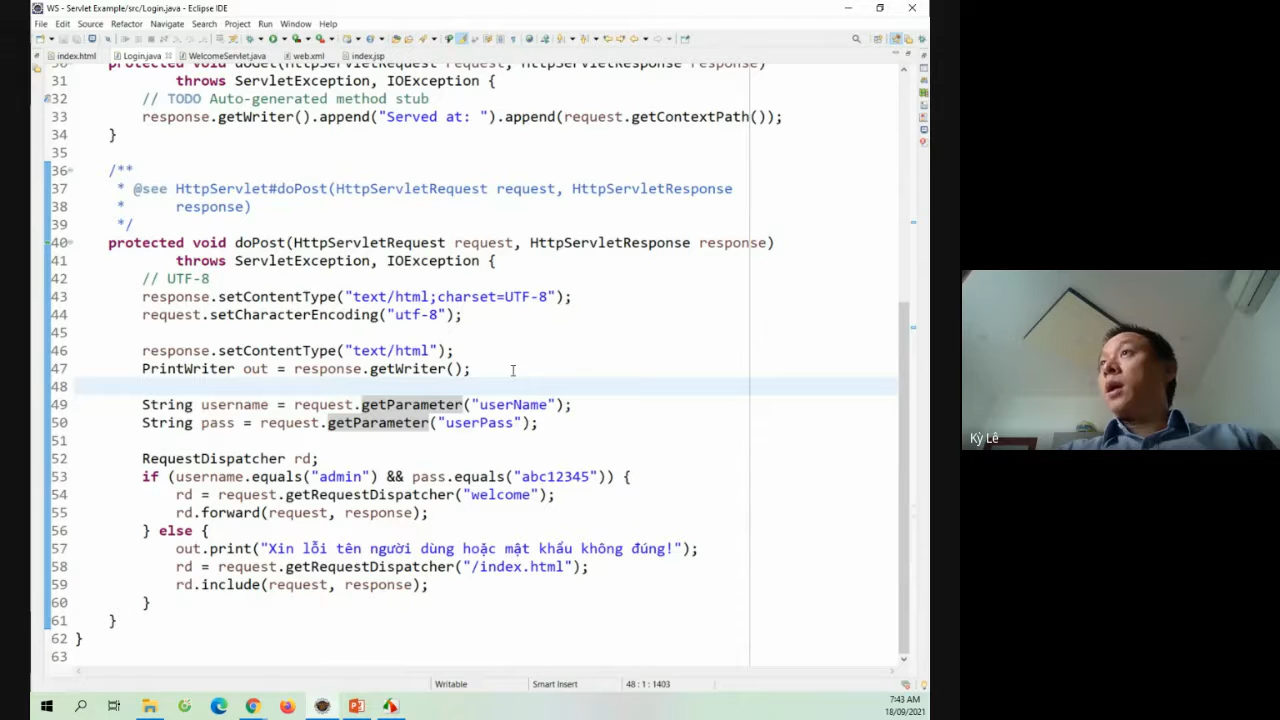 WS - Servlet Example/src/Login.java - Eclipse IDE
File Edit Source Refactor Navigate Search Project Run Window Help
index.html Login.java WelcomeServlet.java web.xml index.jsp
protected void doGet(HttpServletRequest request, HttpServletResponse response)
31 throws ServletException, IOException {
32 // TODO Auto-generated method stub
33 response.getWriter().append("Served at: ").append(request.getContextPath());
34 }
35
36 /**
37 * @see HttpServlet#doPost(HttpServletRequest request, HttpServletResponse
38 * response)
39 */
40 protected void doPost(HttpServletRequest request, HttpServletResponse response)
41 throws ServletException, IOException {
42 // UTF-8
43 response.setContentType("text/html;charset=UTF-8");
44 request.setCharacterEncoding("utf-8");
45
46 response.setContentType("text/html");
47 PrintWriter out = response.getWriter();
48
49 String username = request.getParameter("userName");
50 String pass = request.getParameter("userPass");
51
52 RequestDispatcher rd;
53 if (username.equals("admin") && pass.equals("abc12345")) {
54 rd = request.getRequestDispatcher("welcome");
55 rd.forward(request, response);
56 } else {
57 out.print("Xin lỗi tên người dùng hoặc mật khẩu không đúng!");
58 rd = request.getRequestDispatcher("/index.html");
59 rd.include(request, response);
60 }
61 }
62 }
63
Kỳ Lê
Writable Smart Insert 48 : 1 : 1403
7:43 AM
18/09/2021